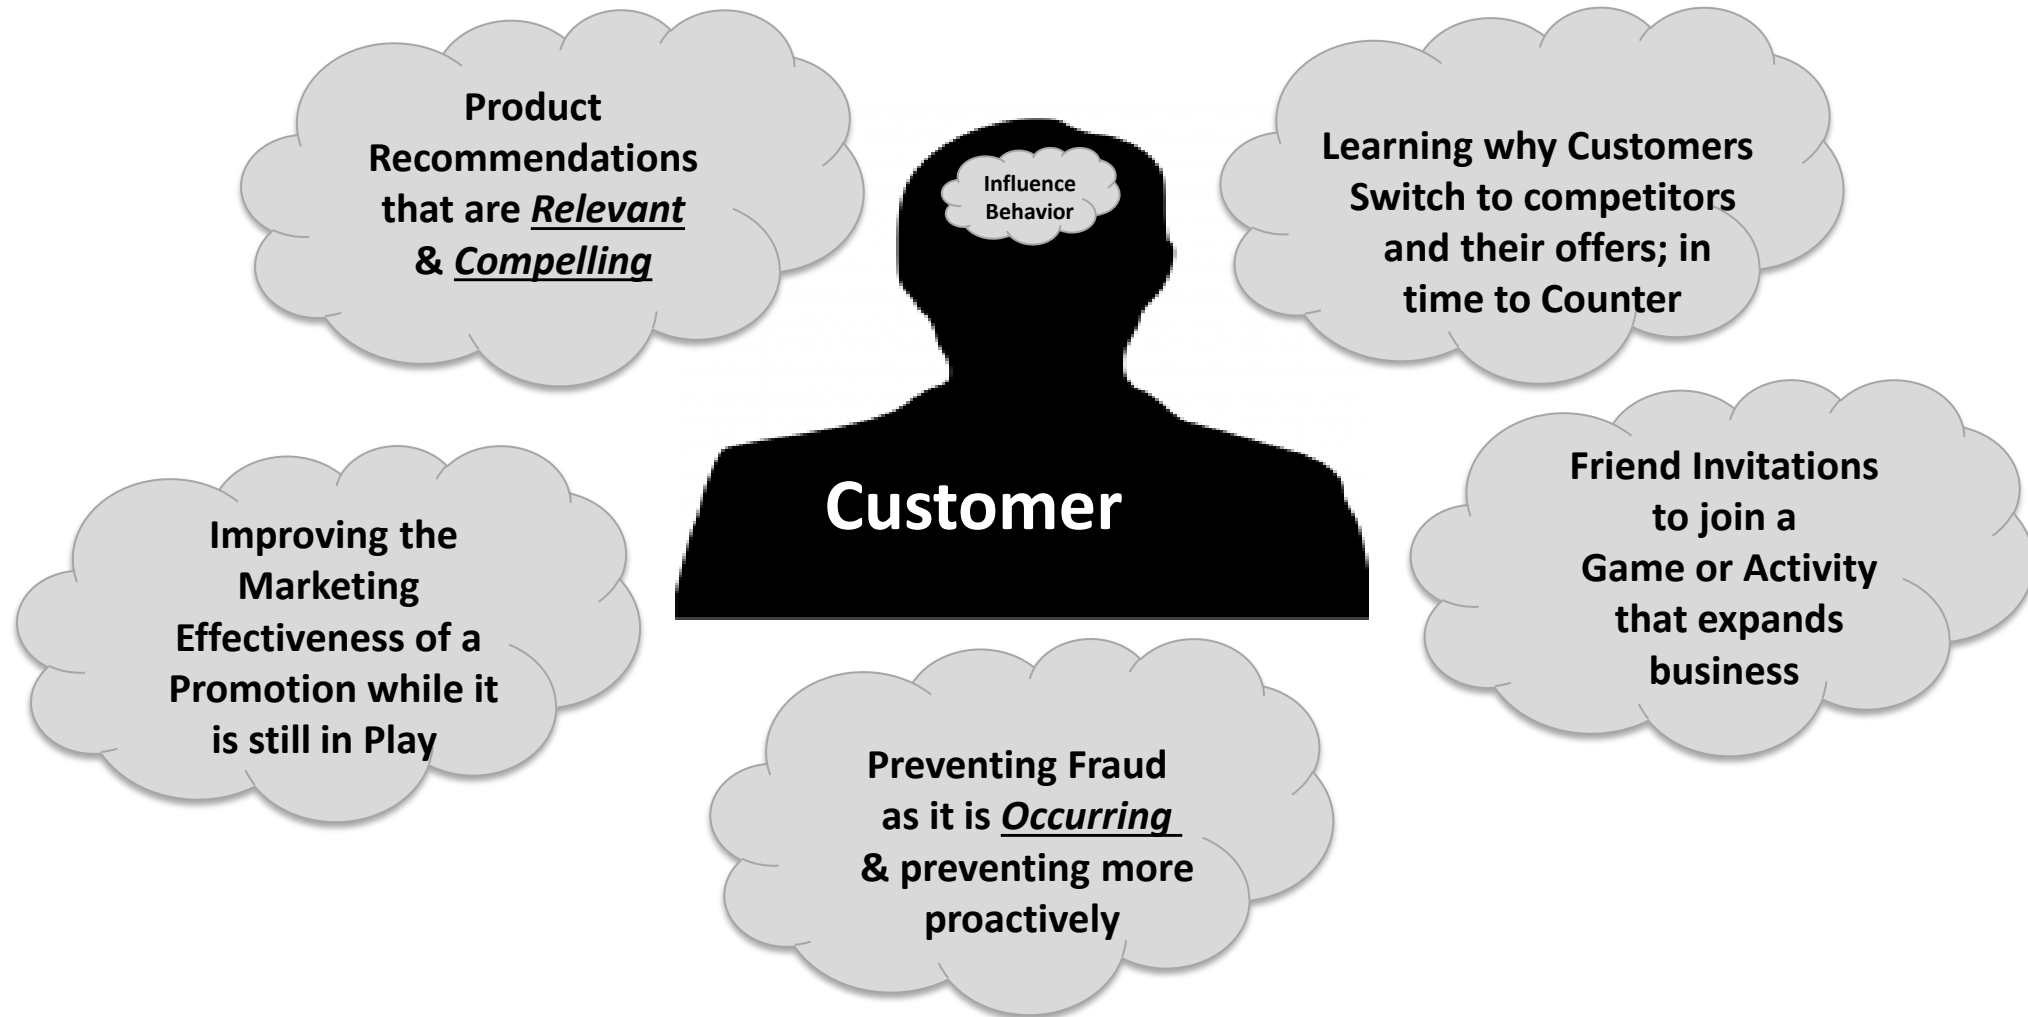 Product
Recommendations
that are Relevant
& Compelling
Influence
Behavior
Learning why Customers
Switch to competitors
and their offers; in
time to Counter
Customer
Improving the
Marketing
Effectiveness of a
Promotion while it
is still in Play
Friend Invitations
to join a
Game or Activity
that expands
business
Preventing Fraud
as it is Occurring
& preventing more
proactively